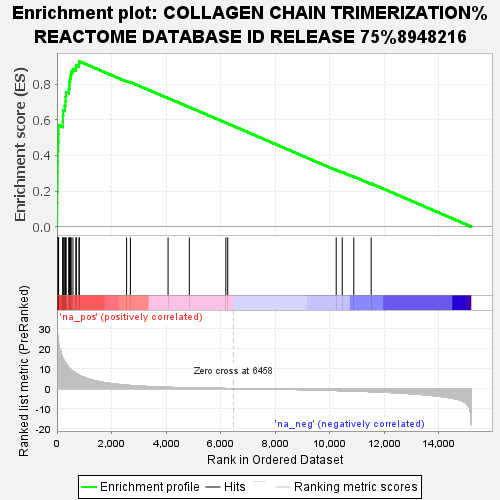 Enrichment plot: COLLAGEN CHAIN TRIMERIZATION%
REACTOME DATABASE ID RELEASE 75%8948216
Enrichment score (ES)
0.8
0.6
0.4
0.2
0.0
'na_pos' (positively correlated)
Ranked list metric (PreRanked)
30
20
10
0
-10
-20
Zero cross at 6458
'na_neg' (negatively correlated)
0 2,000 4,000 6,000 8,000 10,000 12,000 14,000
Rank in Ordered Dataset
Enrichment profile Hits Ranking metric scores